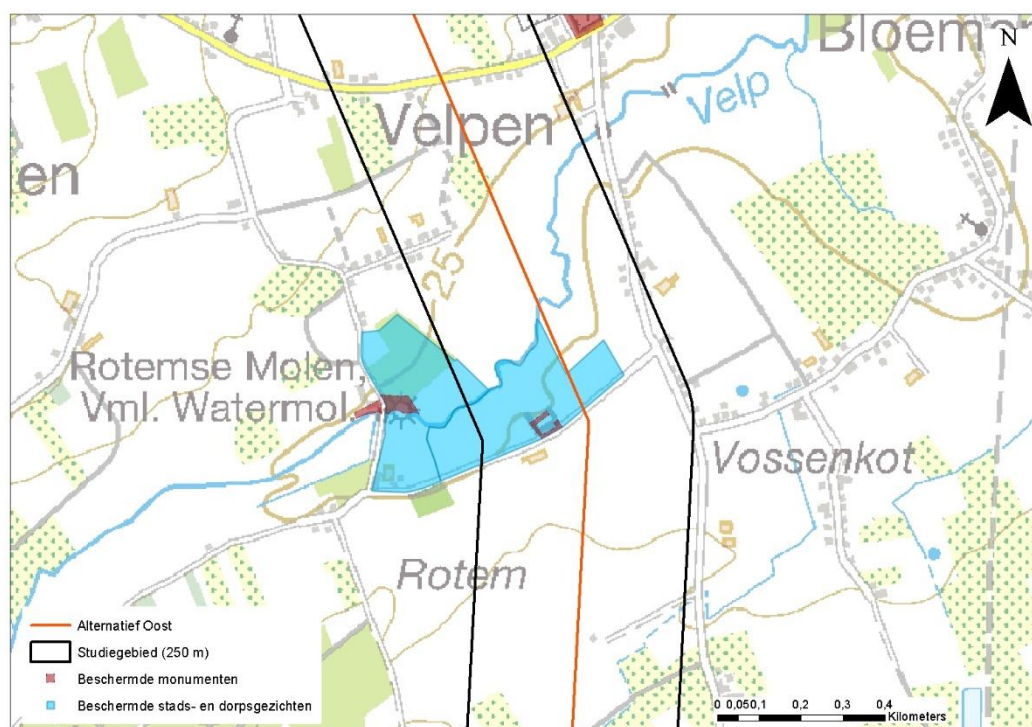 Bloemer
N
Velpen
Velp
en
25
Rotemse Molen,
Vml. Watermol.
Vossenkot
Rotem
Alternatief Oost
Studiegebied (250 m)
Beschermde monumenten
Beschermde stads- en dorpsgezichten
0 0,050,1 0,2 0,3 0,4
Kilometers